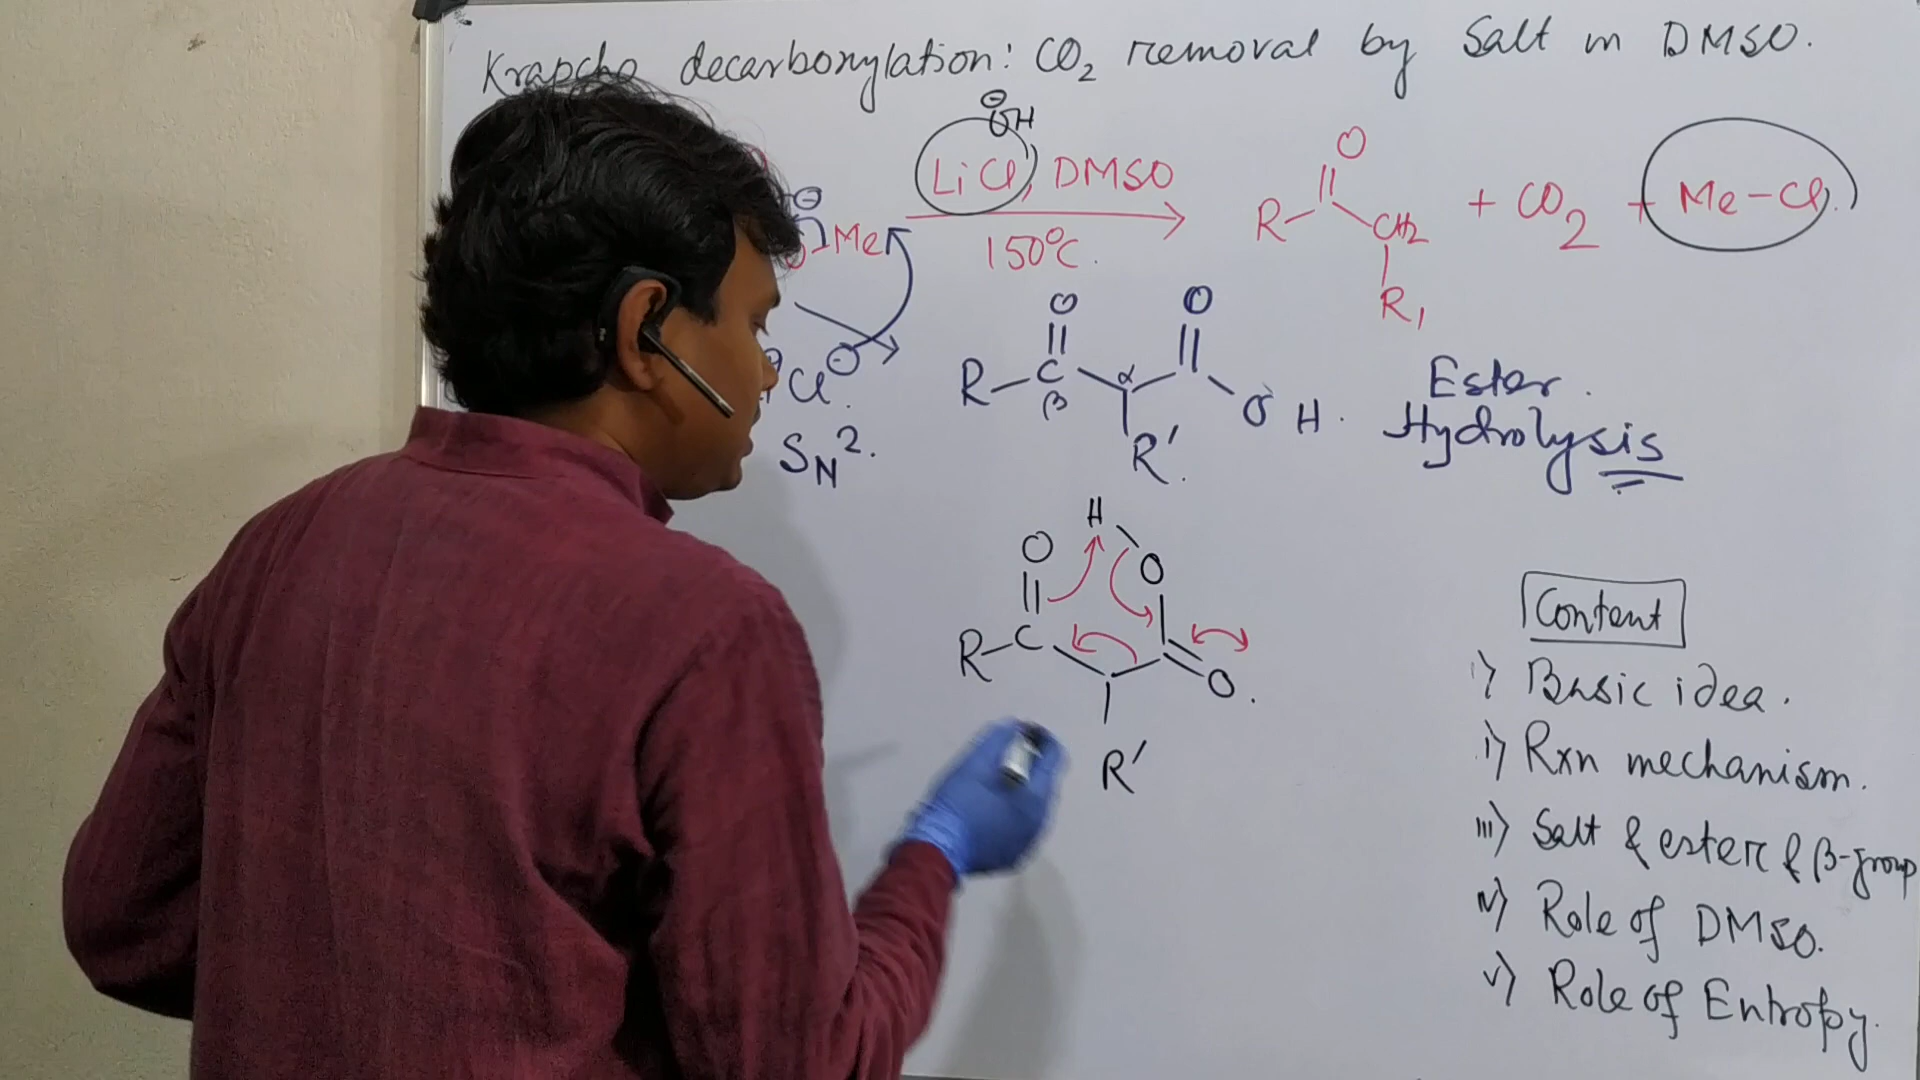 Krapcho decarboxylation: CO2 removal by Salt in DMSO.
⊖OH
LiCl, DMSO
150°C.
Me
O
R
CH2
R1
+ CO2 + Me-Cl.
Cl⊖
SN2.
O O
R-C α O H.
β
R'
Ester
Hydrolysis
H
O O
R-C
O.
R'
Content
i) Basic idea.
i) Rxn mechanism.
iii) Salt & ester & β-group
iv) Role of DMSO.
v) Role of Entropy.